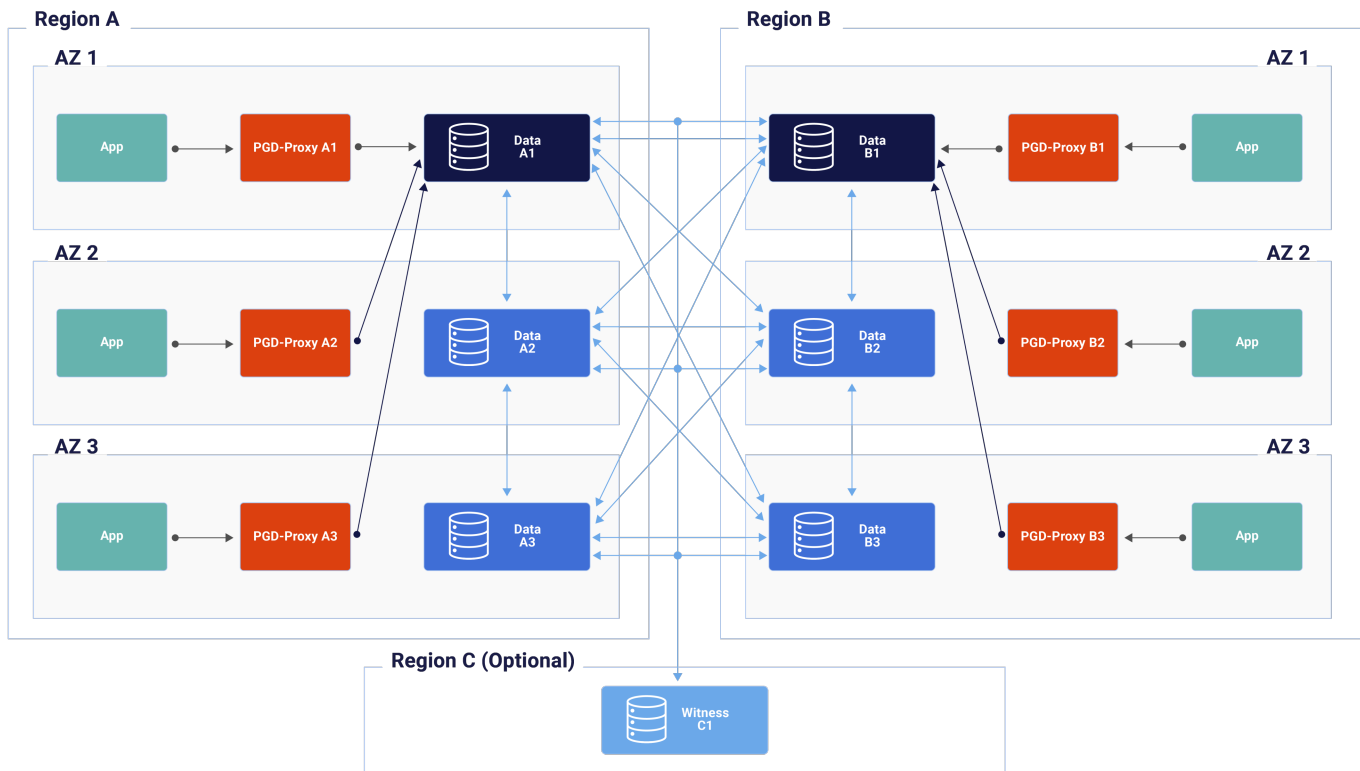 Region A
Region B
AZ 1
AZ 1
App
PGD-Proxy A1
Data
A1
Data
B1
PGD-Proxy B1
App
AZ 2
AZ 2
App
PGD-Proxy A2
Data
A2
Data
B2
PGD-Proxy B2
App
AZ 3
AZ 3
App
PGD-Proxy A3
Data
A3
Data
B3
PGD-Proxy B3
App
Region C (Optional)
Witness
C1